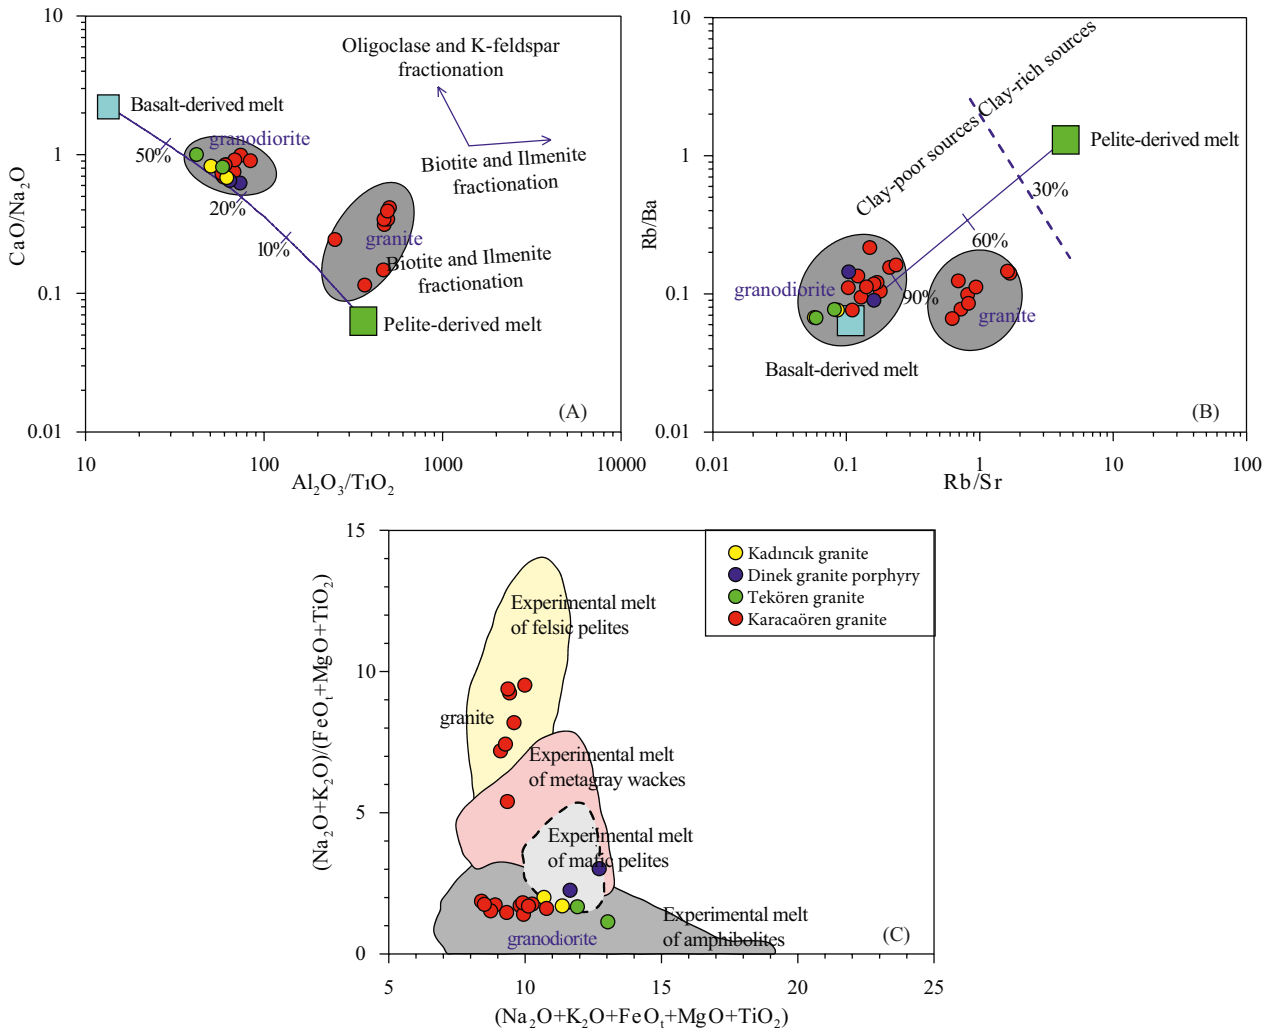 10
1
0.1
0.01
CaO/Na2O
Oligoclase and K-feldspar
fractionation
Basalt-derived melt
granodiorite
50%
20%
10%
Biotite and Ilmenite
fractionation
granite
Biotite and Ilmenite
fractionation
Pelite-derived melt
(A)
10
100
1000
10000
Al2O3/TiO2
10
1
0.1
0.01
Rb/Ba
Clay-poor sources
Clay-rich sources
Pelite-derived melt
30%
60%
90%
granodiorite
granite
Basalt-derived melt
(B)
0.01
0.1
1
10
100
Rb/Sr
15
10
5
0
(Na2O+K2O)/(FeOt+MgO+TiO2)
Kadıncık granite
Dinek granite porphyry
Tekören granite
Karacaören granite
Experimental melt
of felsic pelites
granite
Experimental melt
of metagray wackes
Experimental melt
of mafic pelites
Experimental melt
of amphibolites
granodiorite
(C)
5
10
15
20
25
(Na2O+K2O+FeOt+MgO+TiO2)